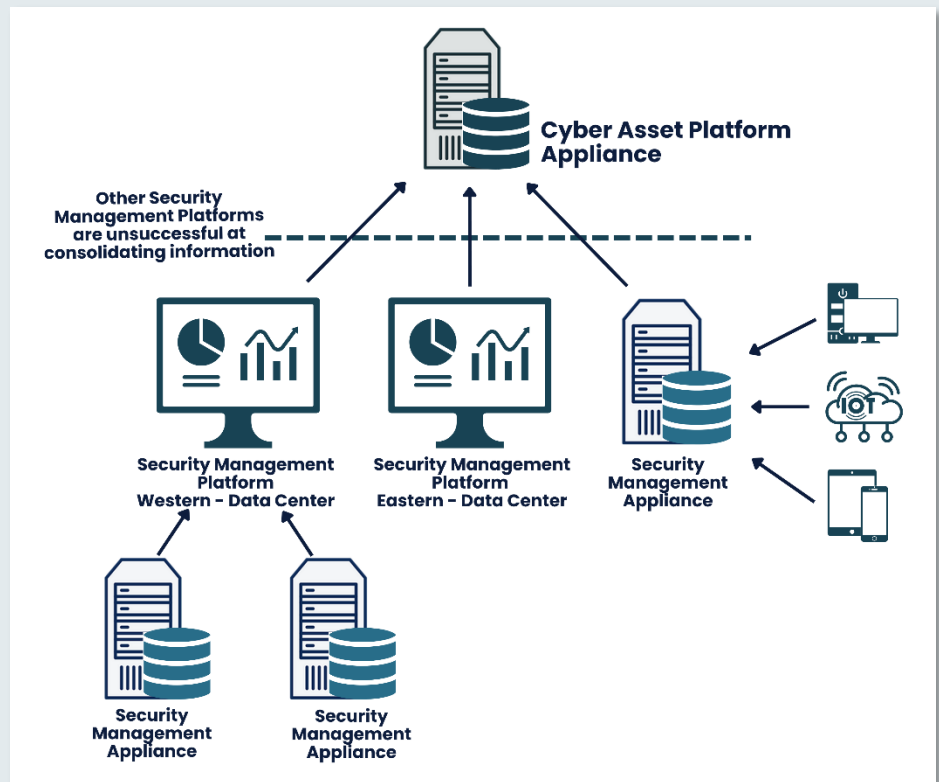 Cyber Asset Platform
Appliance
Other Security
Management Platforms
are unsuccessful at
consolidating information
IOT
Security Management
Platform
Western - Data Center
Security Management
Platform
Eastern - Data Center
Security
Management
Appliance
Security
Management
Appliance
Security
Management
Appliance